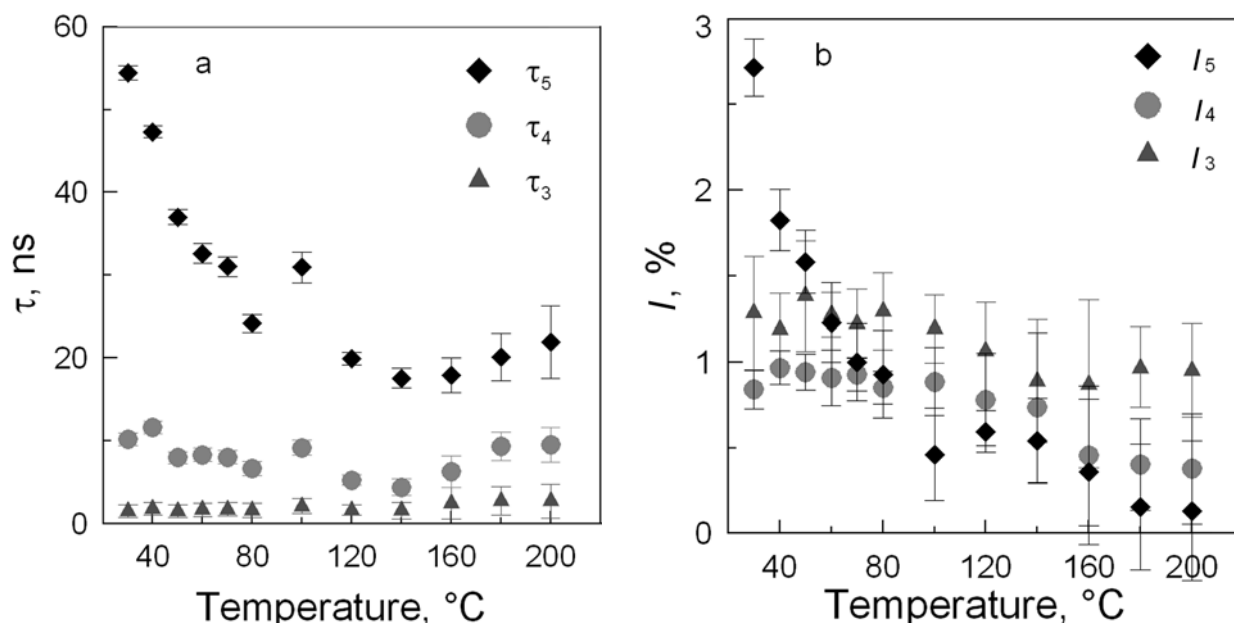 60
40
20
0
τ, ns
a
τ5
τ4
τ3
40 80 120 160 200
Temperature, °C
3
2
1
0
I, %
b
I5
I4
I3
40 80 120 160 200
Temperature, °C